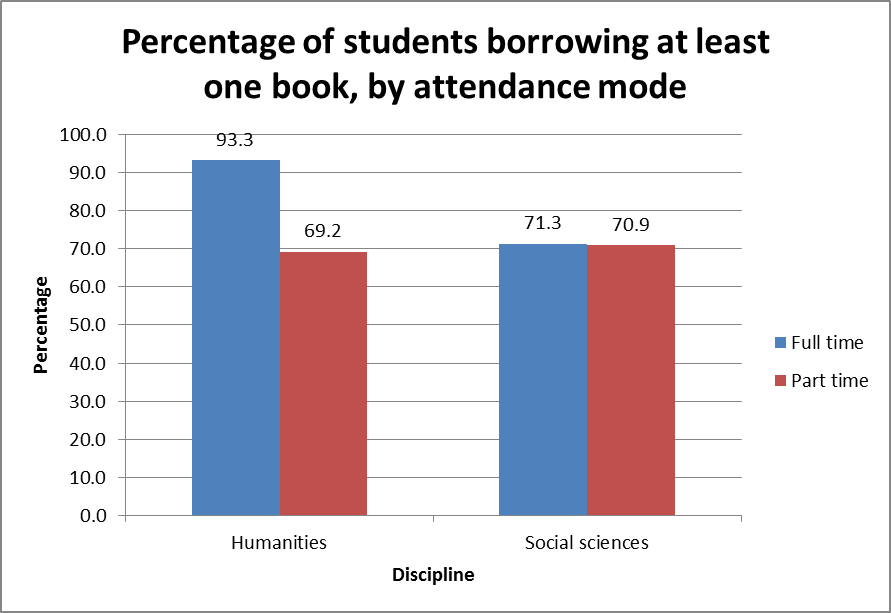 Percentage of students borrowing at least
one book, by attendance mode
100.0
90.0
80.0
70.0
60.0
50.0
40.0
30.0
20.0
10.0
0.0
Percentage
93.3
69.2
71.3
70.9
Humanities
Social sciences
Discipline
Full time
Part time